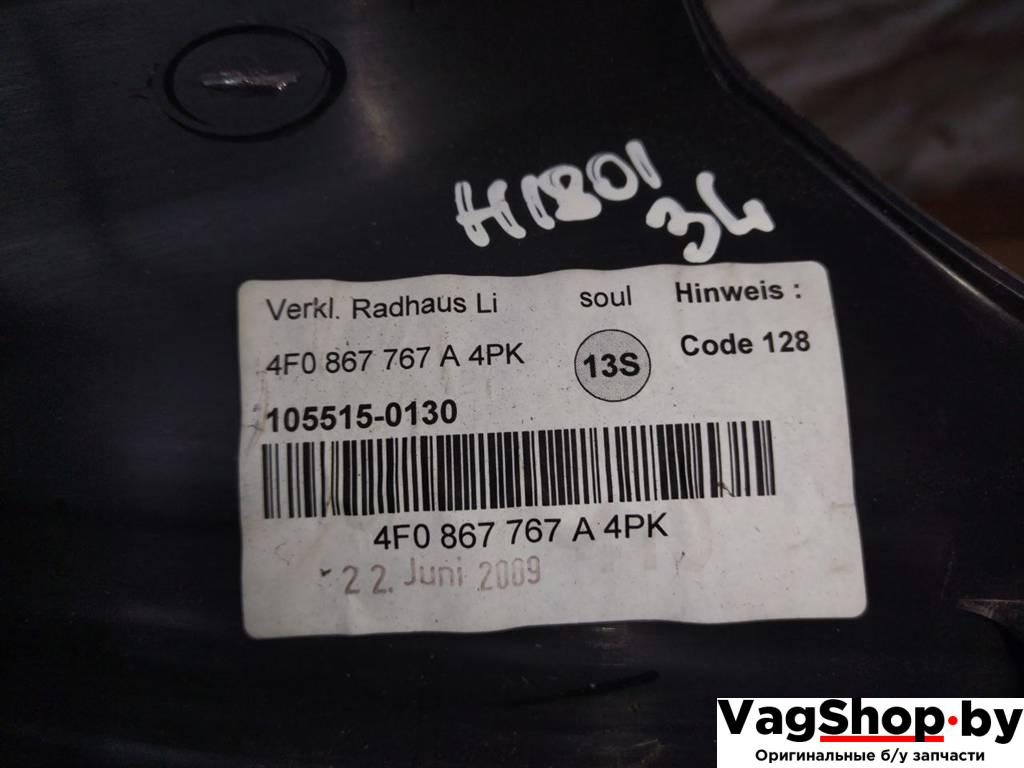 H1801
34
Verkl. Radhaus Li
soul
Hinweis :
4F0 867 767 A 4PK
13S
Code 128
105515-0130
4F0 867 767 A 4PK
22. Juni 2009
VagShop.by
Оригинальные б/у запчасти